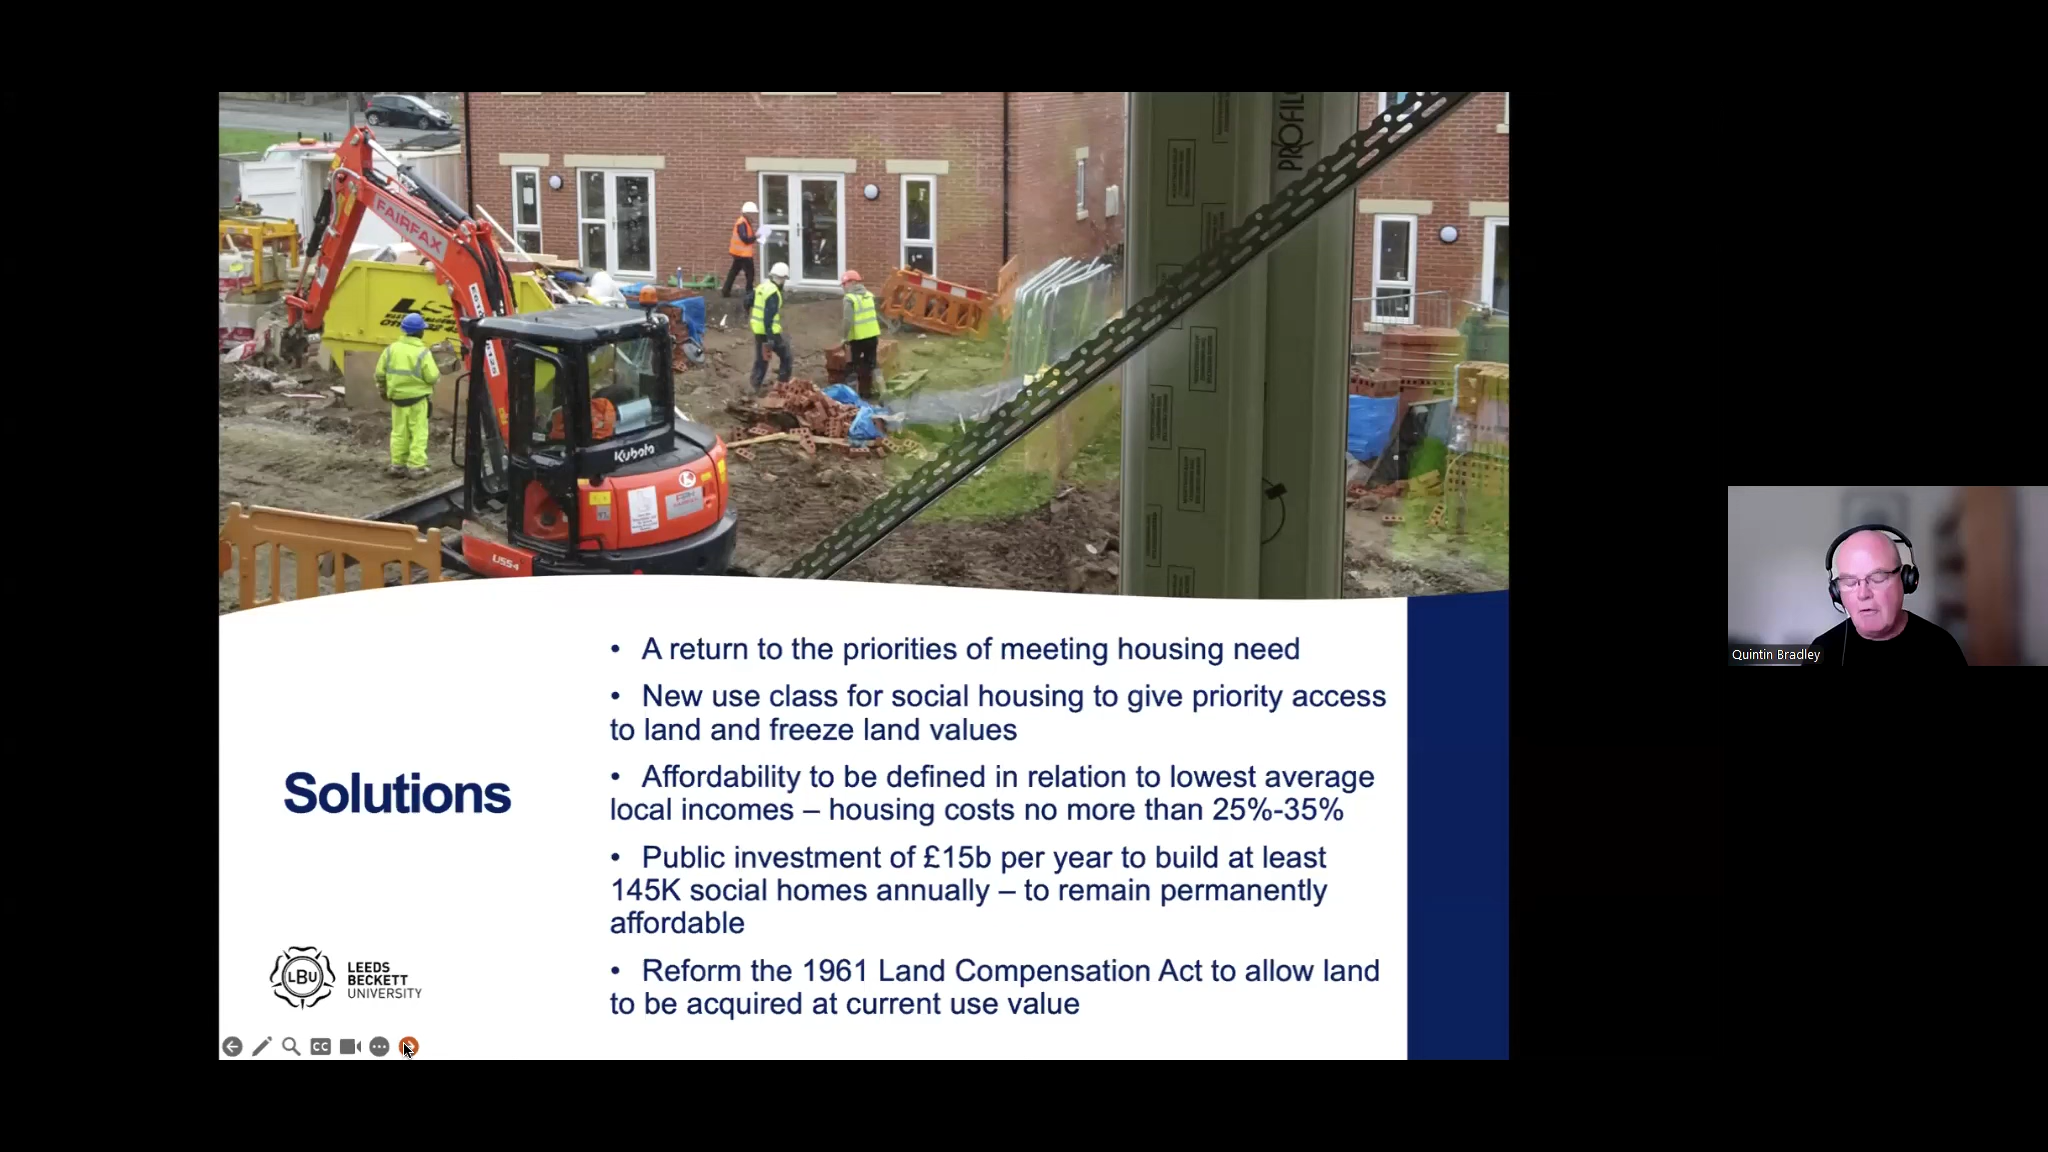 PROFIL
FAIRFAX
Kubota
U55-4
• A return to the priorities of meeting housing need
• New use class for social housing to give priority access
to land and freeze land values
Solutions
• Affordability to be defined in relation to lowest average
local incomes – housing costs no more than 25%-35%
• Public investment of £15b per year to build at least
145K social homes annually – to remain permanently
affordable
• Reform the 1961 Land Compensation Act to allow land
to be acquired at current use value
LBU
LEEDS
BECKETT
UNIVERSITY
CC
Quintin Bradley